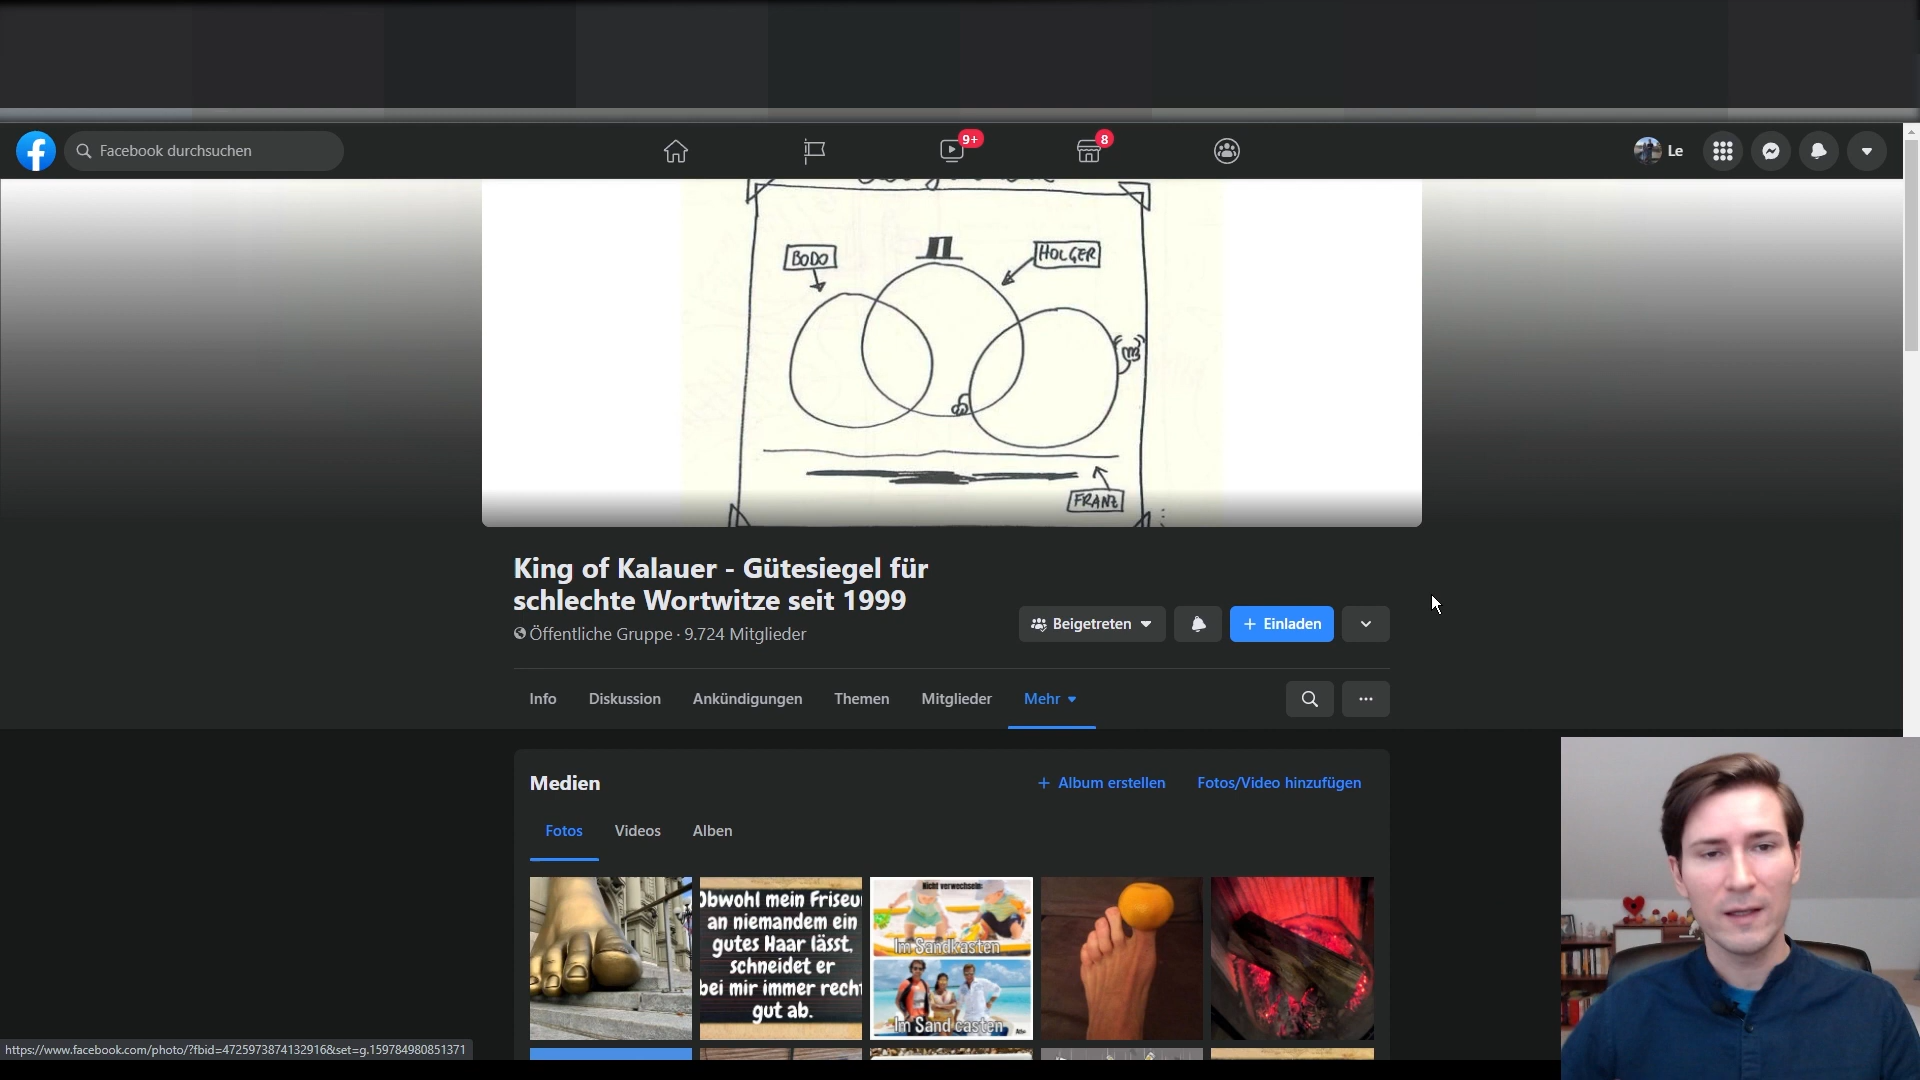 Facebook durchsuchen
9+
8
Le
BODO
HOLGER
FRANZ
King of Kalauer - Gütesiegel für
schlechte Wortwitze seit 1999
Öffentliche Gruppe · 9.724 Mitglieder
Beigetreten
+ Einladen
Info
Diskussion
Ankündigungen
Themen
Mitglieder
Mehr
Medien
+ Album erstellen
Fotos/Video hinzufügen
Fotos
Videos
Alben
Obwohl mein Friseu
an niemandem ein
gutes Haar lässt,
schneidet er
bei mir immer recht
gut ab.
Nicht verwechseln:
Im Sandkasten
Im Sand casten
https://www.facebook.com/photo/?fbid=4725973874132916&set=g.159784980851371